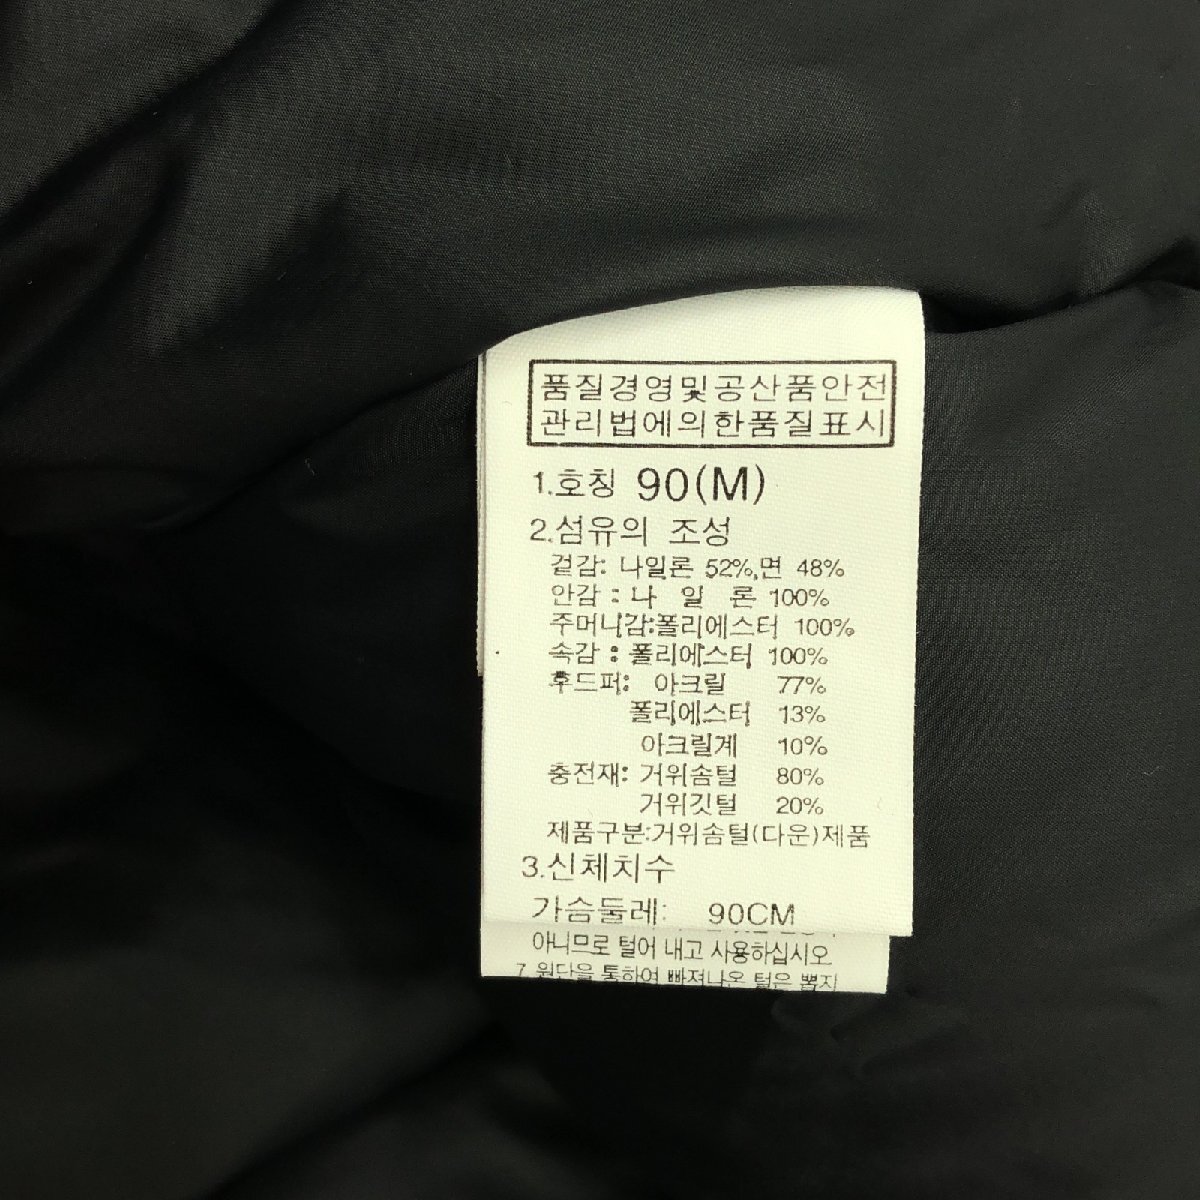 품질경영및공산품안전
관리법에의한품질표시
1.호칭 90(M)
2.섬유의 조성
겉감: 나일론 52%,면 48%
안감 : 나 일 론 100%
주머니감:폴리에스터 100%
속감 : 폴리에스터 100%
후드퍼: 아크릴 77%
폴리에스터 13%
아크릴계 10%
충전재: 거위솜털 80%
거위깃털 20%
제품구분:거위솜털(다운)제품
3.신체치수
가슴둘레: 90CM
아니므로 털어 내고 사용하십시오
7. 원단을 통하여 빠져나온 털은 뽑지